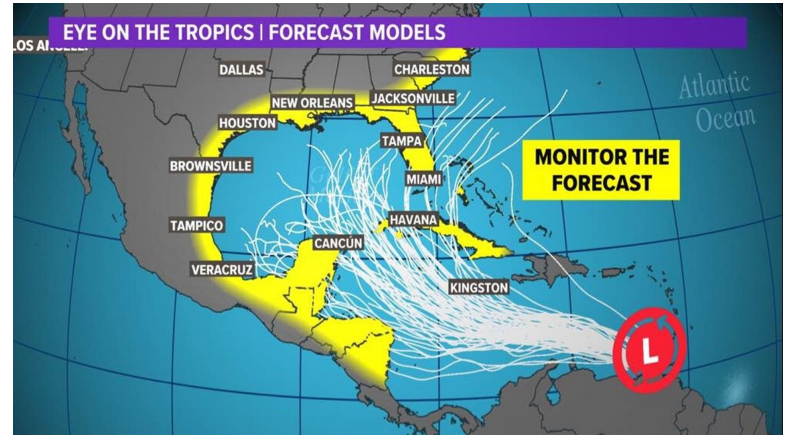 EYE ON THE TROPICS | FORECAST MODELS
DALLAS
CHARLESTON
NEW ORLEANS
JACKSONVILLE
HOUSTON
Atlantic
Ocean
TAMPA
BROWNSVILLE
MONITOR THE
FORECAST
MIAMI
TAMPICO
HAVANA
CANCÚN
VERACRUZ
KINGSTON
L